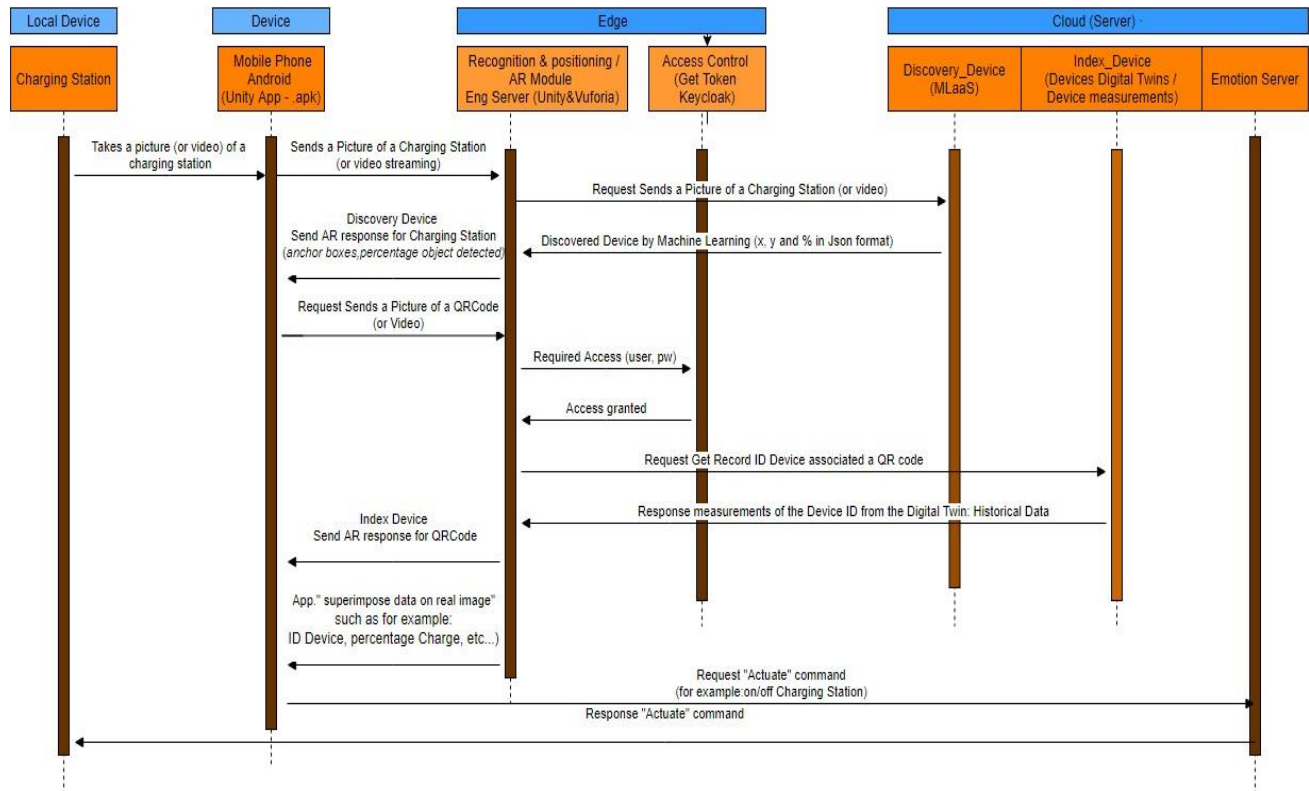 Local Device
Device
Edge
Cloud (Server) ·
Charging Station
Mobile Phone
Android
(Unity App - .apk)
Recognition & positioning /
AR Module
Eng Server (Unity&Vuforia)
Access Control
(Get Token
Keycloak)
Discovery_Device
(MLaaS)
Index_Device
(Devices Digital Twins /
Device measurements)
Emotion Server
Takes a picture (or video) of a
charging station
Sends a Picture of a Charging Station
(or video streaming)
Request Sends a Picture of a Charging Station (or video)
Discovery Device
Send AR response for Charging Station
(anchor boxes,percentage object detected)
Discovered Device by Machine Learning (x, y and % in Json format)
Request Sends a Picture of a QRCode
(or Video)
Required Access (user, pw)
Access granted
Request Get Record ID Device associated a QR code
Response measurements of the Device ID from the Digital Twin: Historical Data
Index Device
Send AR response for QRCode
App." superimpose data on real image"
such as for example:
ID Device, percentage Charge, etc...)
Request "Actuate" command
(for example:on/off Charging Station)
Response "Actuate" command